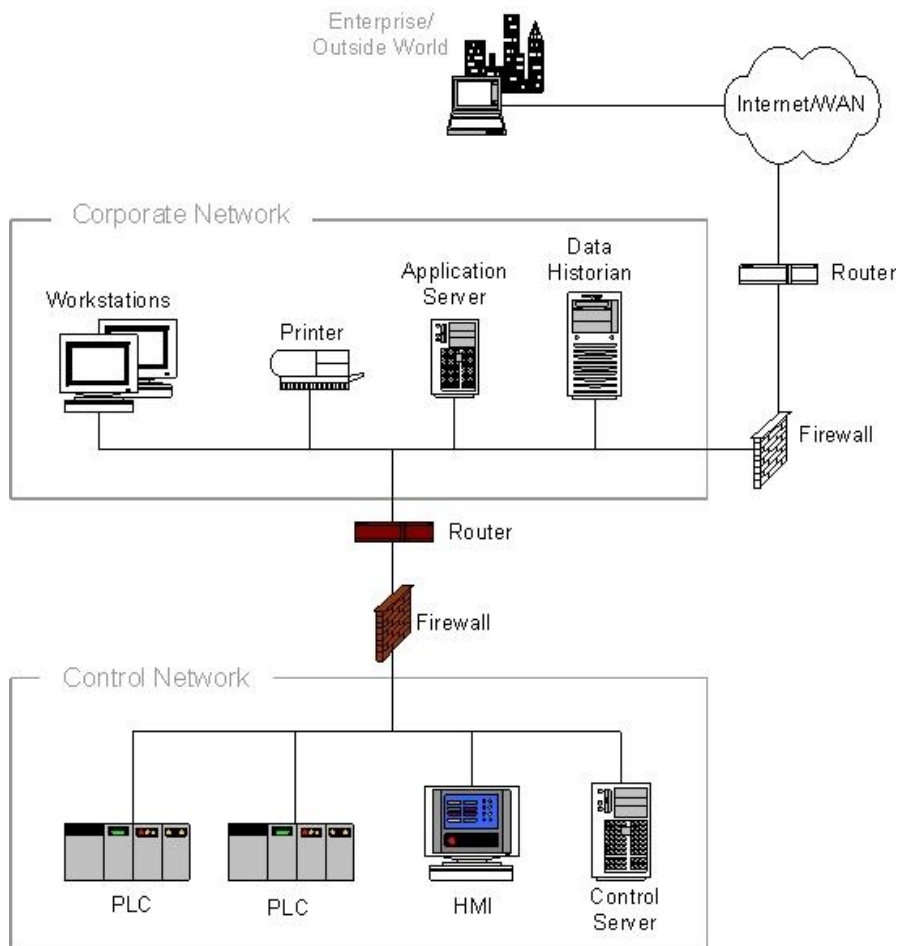 Enterprise/
Outside World
Internet/WAN
Corporate Network
Router
Workstations
Printer
Application
Server
Data
Historian
Firewall
Router
Firewall
Control Network
PLC
PLC
HMI
Control
Server